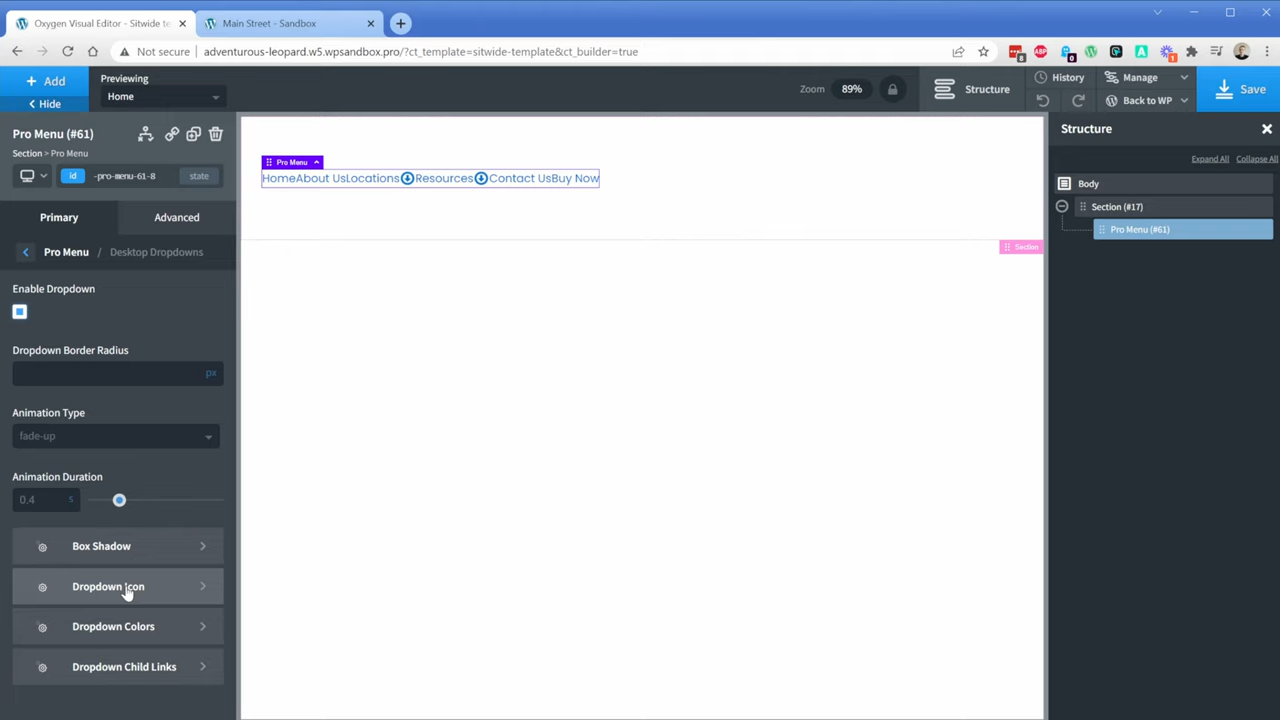 Oxygen Visual Editor - Sitwide te
Main Street - Sandbox
Not secure
adventurous-leopard.w5.wpsandbox.pro/?ct_template=sitwide-template&ct_builder=true
Add
Hide
Previewing
Home
Zoom
89%
Structure
History
Manage
Back to WP
Save
Pro Menu (#61)
Section > Pro Menu
id
-pro-menu-61-8
state
Primary
Advanced
Pro Menu / Desktop Dropdowns
Enable Dropdown
Dropdown Border Radius
px
Animation Type
fade-up
Animation Duration
0.4 s
Box Shadow
Dropdown Icon
Dropdown Colors
Dropdown Child Links
Pro Menu
HomeAbout UsLocations Resources Contact UsBuy Now
Section
Structure
Expand All Collapse All
Body
Section (#17)
Pro Menu (#61)